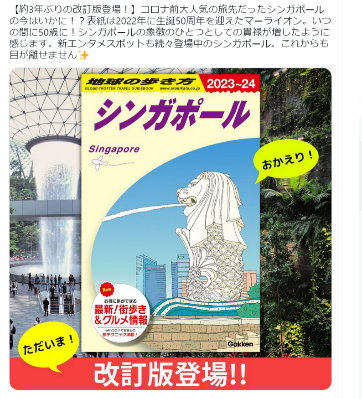 【約3年ぶりの改訂版登場！】コロナ前大人気の旅先だったシンガポール
の今はいかに！？表紙は2022年に生誕50周年を迎えたマーライオン。いつ
の間に50歳に！シンガポールの象徴のひとつとしての貫禄が増したように
感じます。新エンタメスポットも続々登場中のシンガポール。これからも
目が離せません✨
地球の歩き方 2023~24
GLOBE-TROTTER TRAVEL GUIDEBOOK www.arukikata.co.jp
シンガポール
Singapore
おかえり！
New
お得に旅ができる
最新！街歩き
&グルメ情報
ただいま！
Gakken
改訂版登場!!